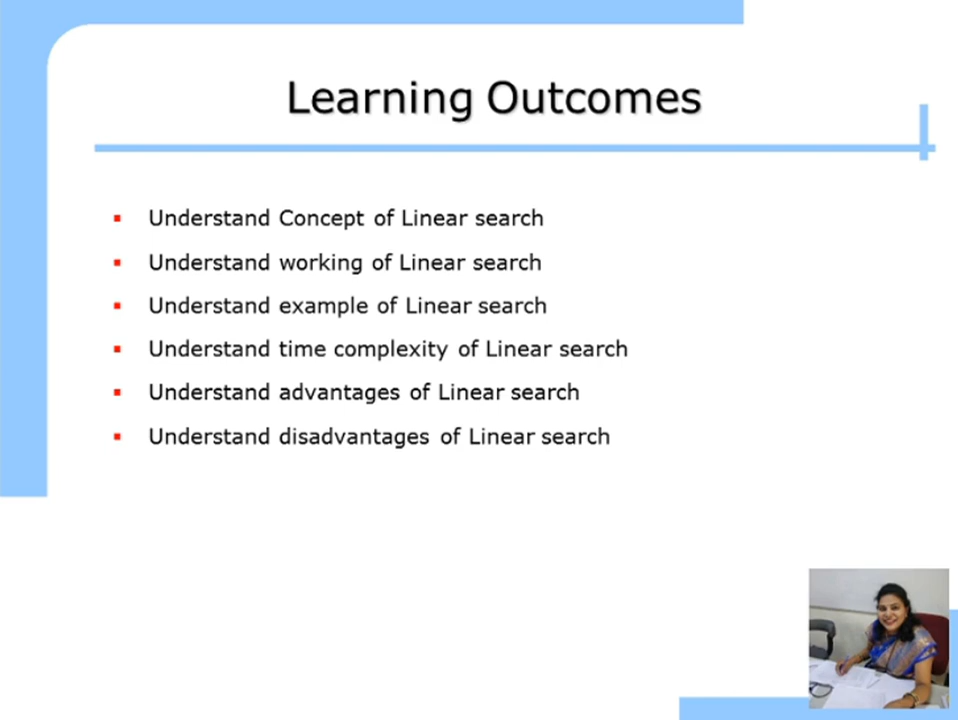 Learning Outcomes
Understand Concept of Linear search
Understand working of Linear search
Understand example of Linear search
Understand time complexity of Linear search
Understand advantages of Linear search
Understand disadvantages of Linear search